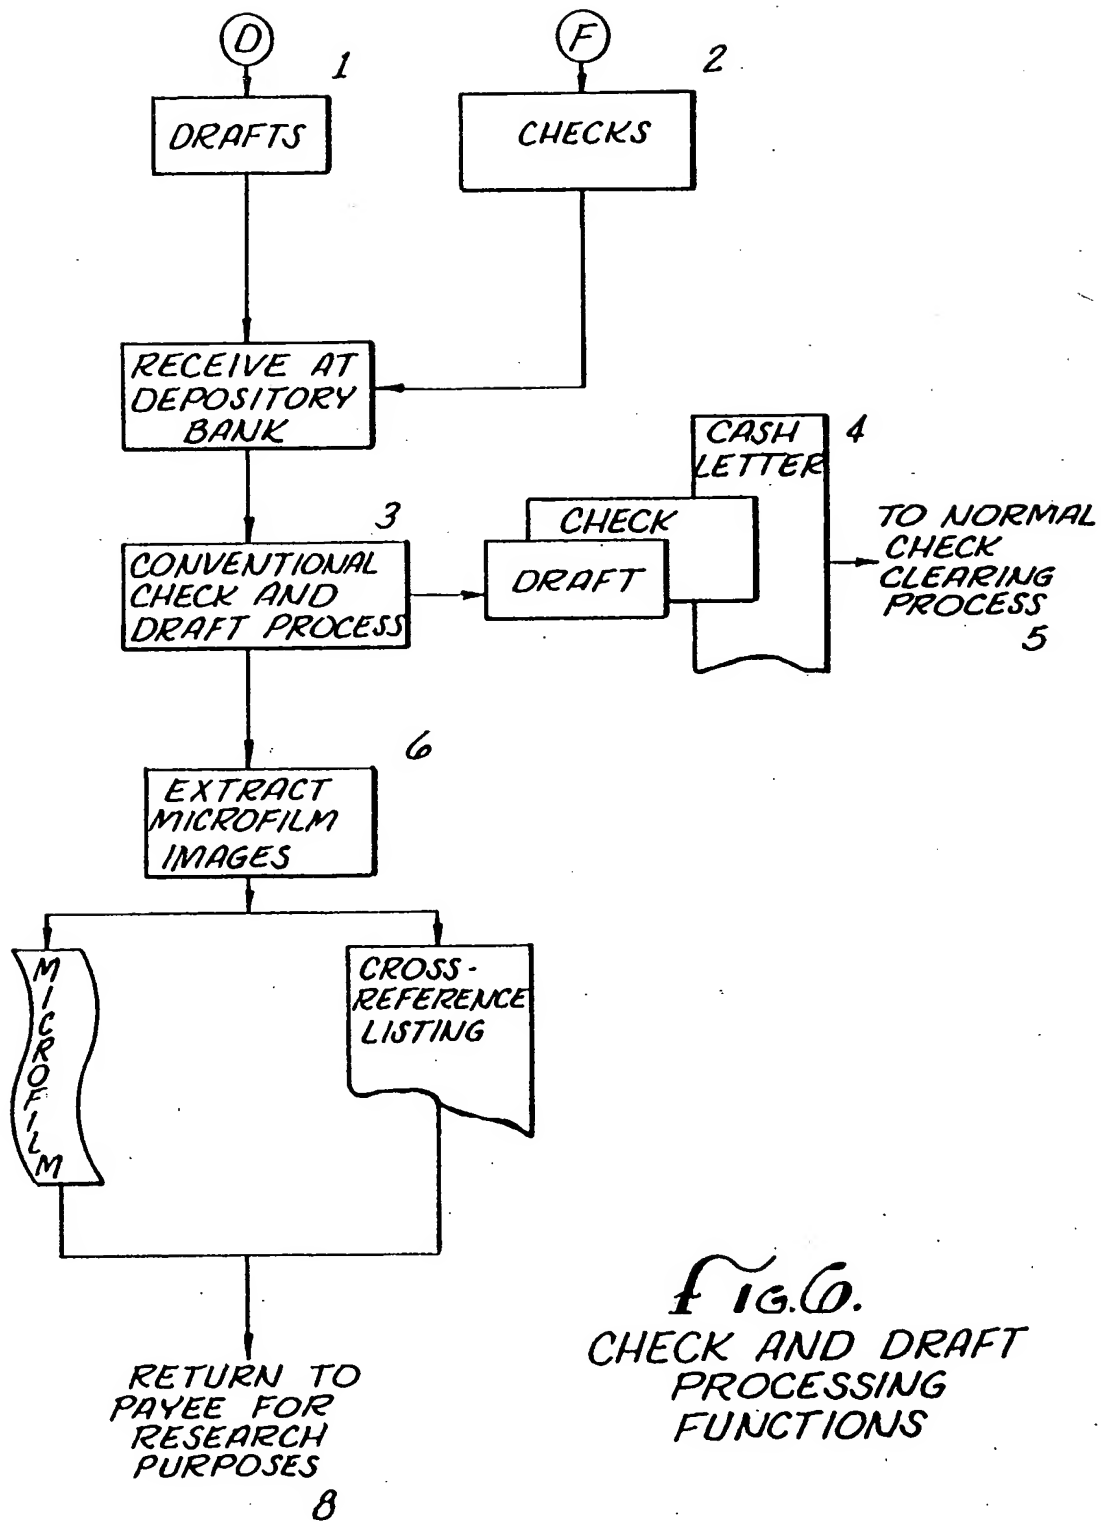 D
F
1
2
DRAFTS
CHECKS
RECEIVE AT
DEPOSITORY
BANK
CASH
LETTER
4
3
CHECK
DRAFT
TO NORMAL
CHECK
CLEARING
PROCESS
5
CONVENTIONAL
CHECK AND
DRAFT PROCESS
6
EXTRACT
MICROFILM
IMAGES
MICROFILM
CROSS-
REFERENCE
LISTING
RETURN TO
PAYEE FOR
RESEARCH
PURPOSES
8
FIG.6.
CHECK AND DRAFT
PROCESSING
FUNCTIONS